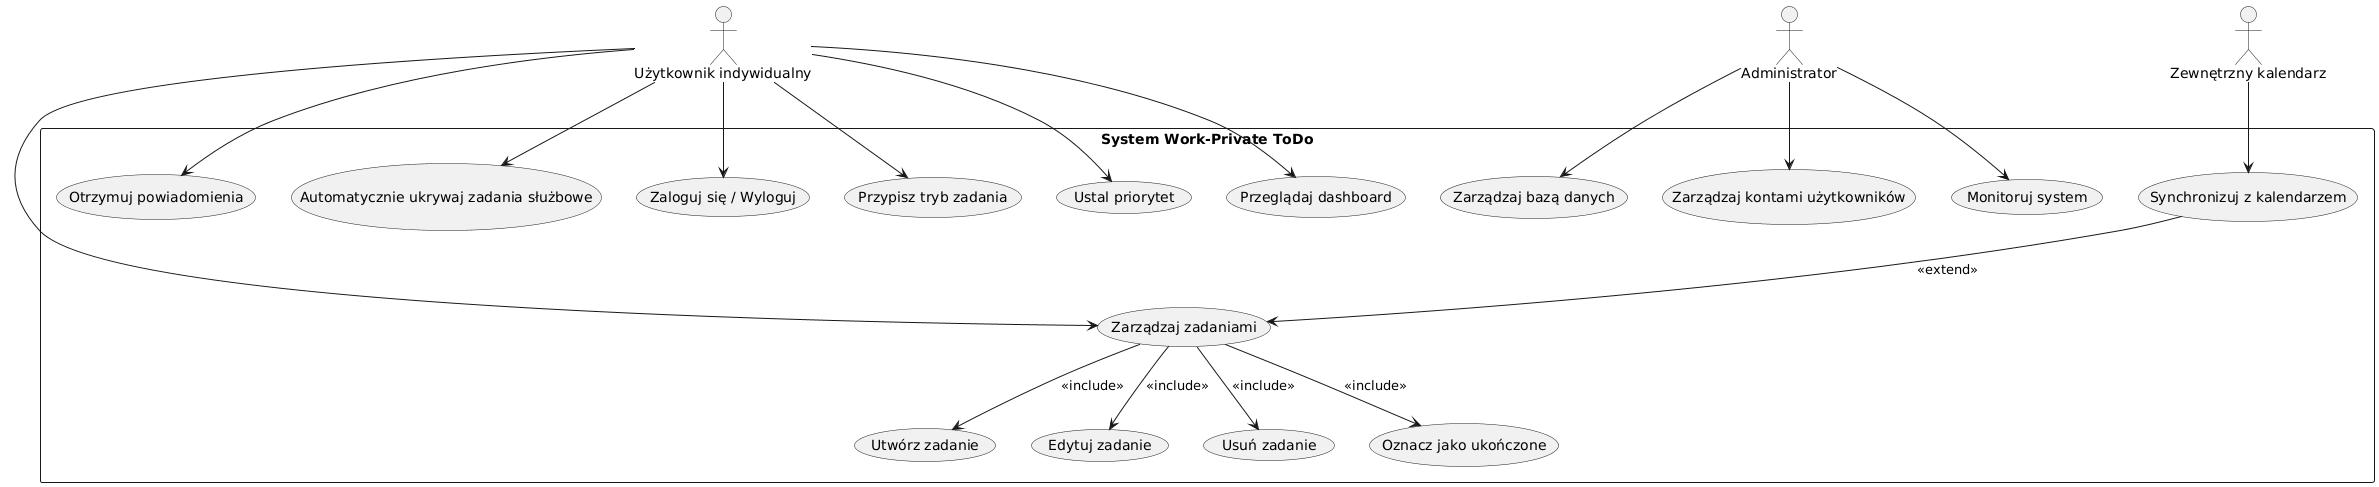 Użytkownik indywidualny
Administrator
Zewnętrzny kalendarz
System Work-Private ToDo
Otrzymuj powiadomienia
Automatycznie ukrywaj zadania służbowe
Zaloguj się / Wyloguj
Przypisz tryb zadania
Ustal priorytet
Przeglądaj dashboard
Zarządzaj bazą danych
Zarządzaj kontami użytkowników
Monitoruj system
Synchronizuj z kalendarzem
«extend»
Zarządzaj zadaniami
«include»
«include»
«include»
«include»
Utwórz zadanie
Edytuj zadanie
Usuń zadanie
Oznacz jako ukończone